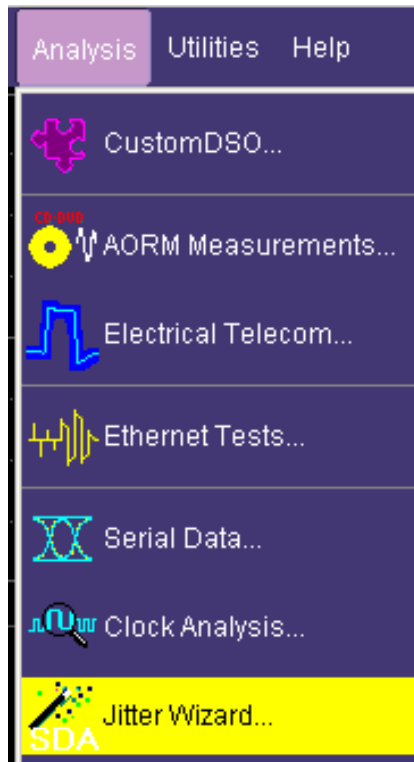 Analysis Utilities Help
CustomDSO...
CD-DVD
AORM Measurements...
Electrical Telecom...
Ethernet Tests...
Serial Data...
Clock Analysis...
Jitter Wizard...
SDA